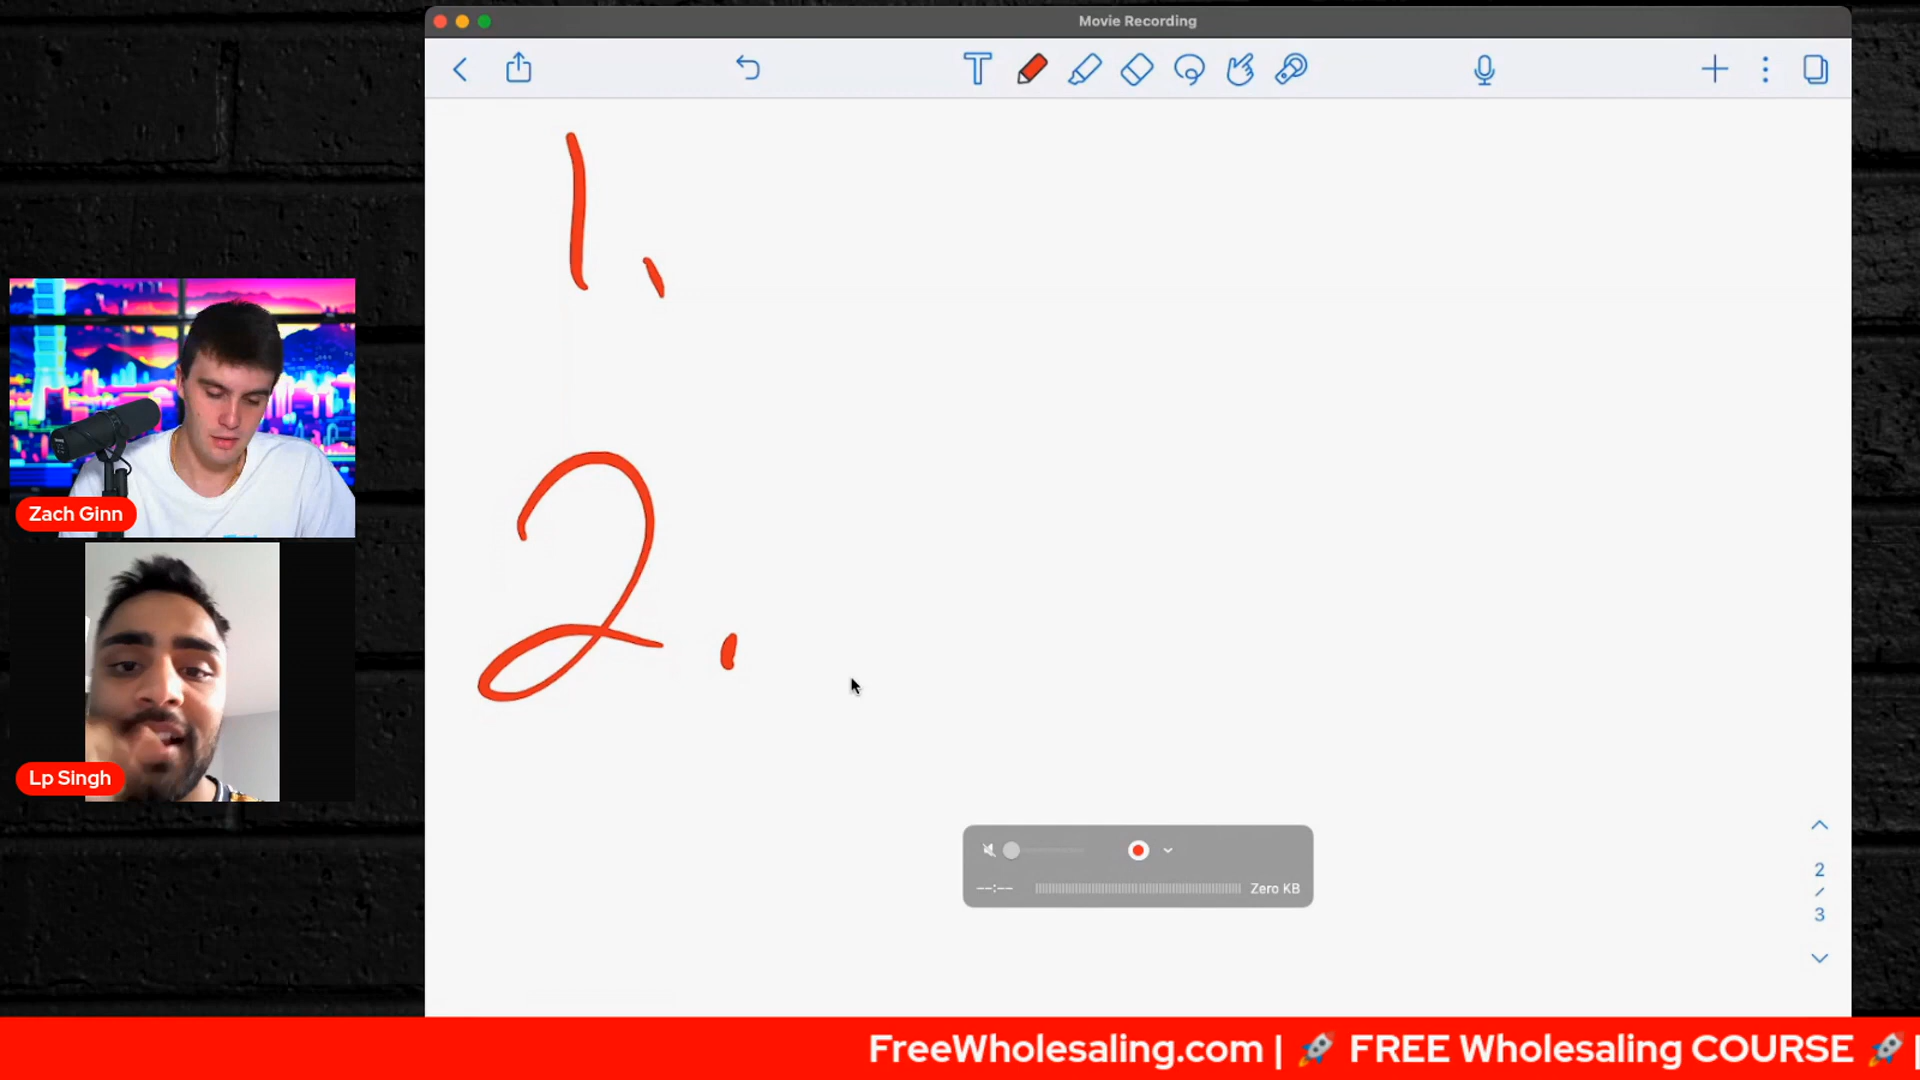 Movie Recording
1.
2.
Zach Ginn
Lp Singh
--:--
Zero KB
2
/
3
FreeWholesaling.com | 🚀 FREE Wholesaling COURSE 🚀 |